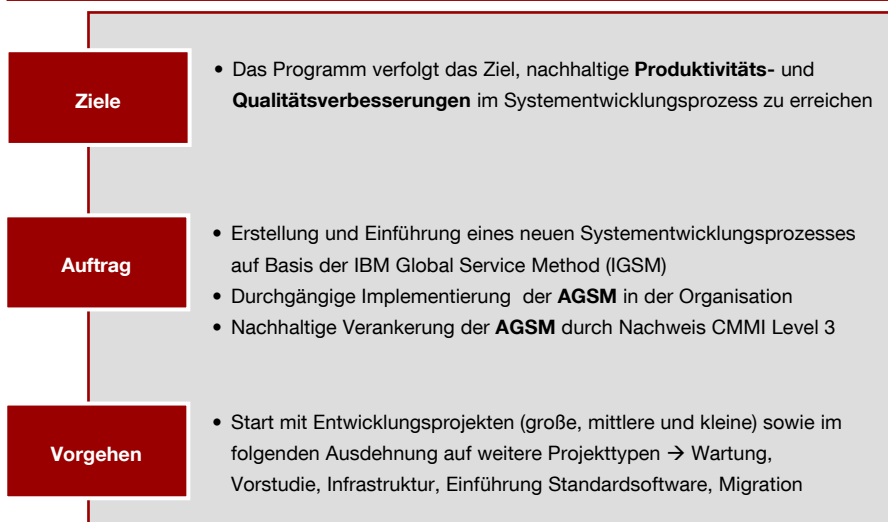 Ziele
• Das Programm verfolgt das Ziel, nachhaltige Produktivitäts- und
Qualitätsverbesserungen im Systementwicklungsprozess zu erreichen
Auftrag
• Erstellung und Einführung eines neuen Systementwicklungsprozesses
auf Basis der IBM Global Service Method (IGSM)
• Durchgängige Implementierung der AGSM in der Organisation
• Nachhaltige Verankerung der AGSM durch Nachweis CMMI Level 3
Vorgehen
• Start mit Entwicklungsprojekten (große, mittlere und kleine) sowie im
folgenden Ausdehnung auf weitere Projekttypen → Wartung,
Vorstudie, Infrastruktur, Einführung Standardsoftware, Migration